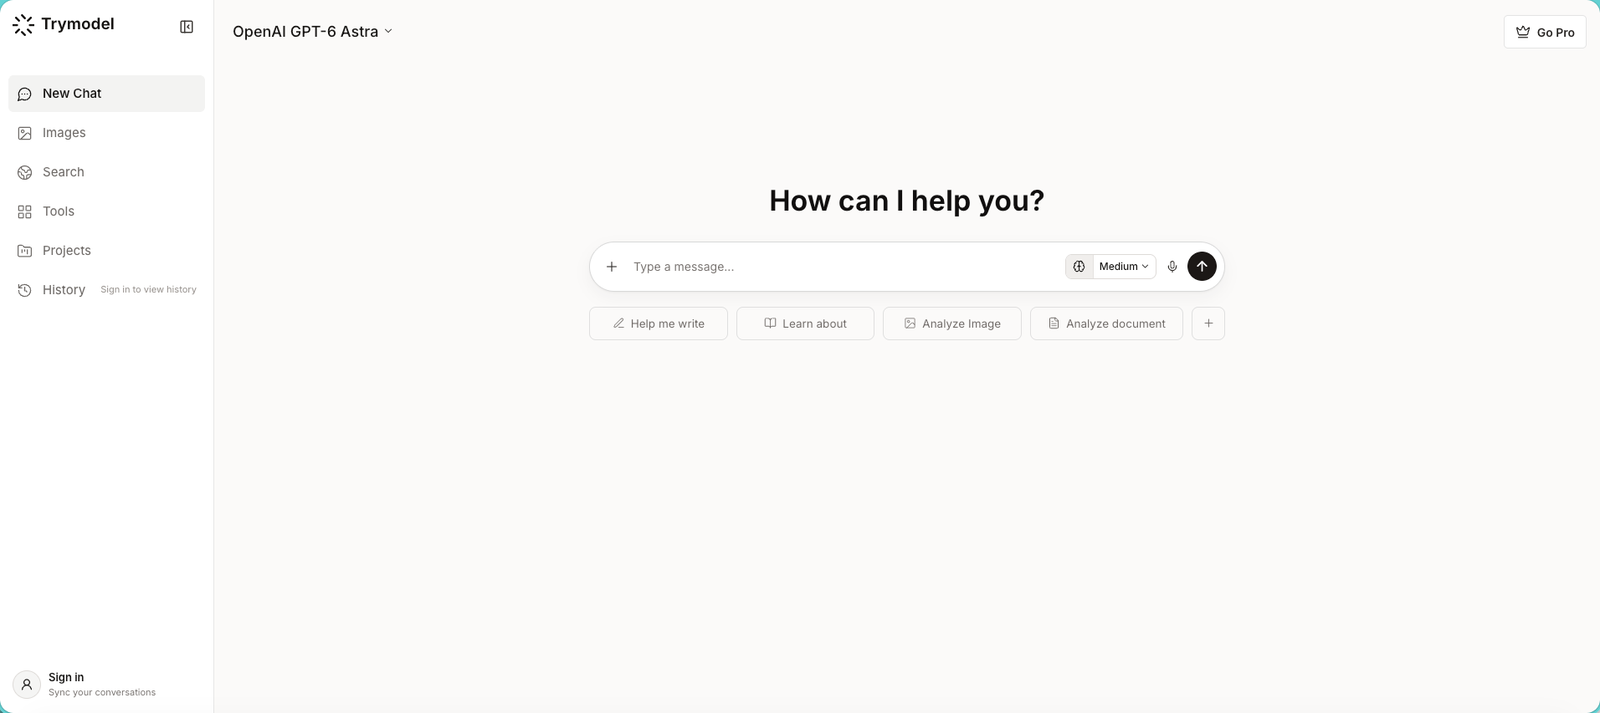 Trymodel
New Chat
Images
Search
Tools
Projects
History Sign in to view history
Sign in
Sync your conversations
OpenAI GPT-6 Astra
Go Pro
How can I help you?
Type a message...
Medium
Help me write
Learn about
Analyze Image
Analyze document